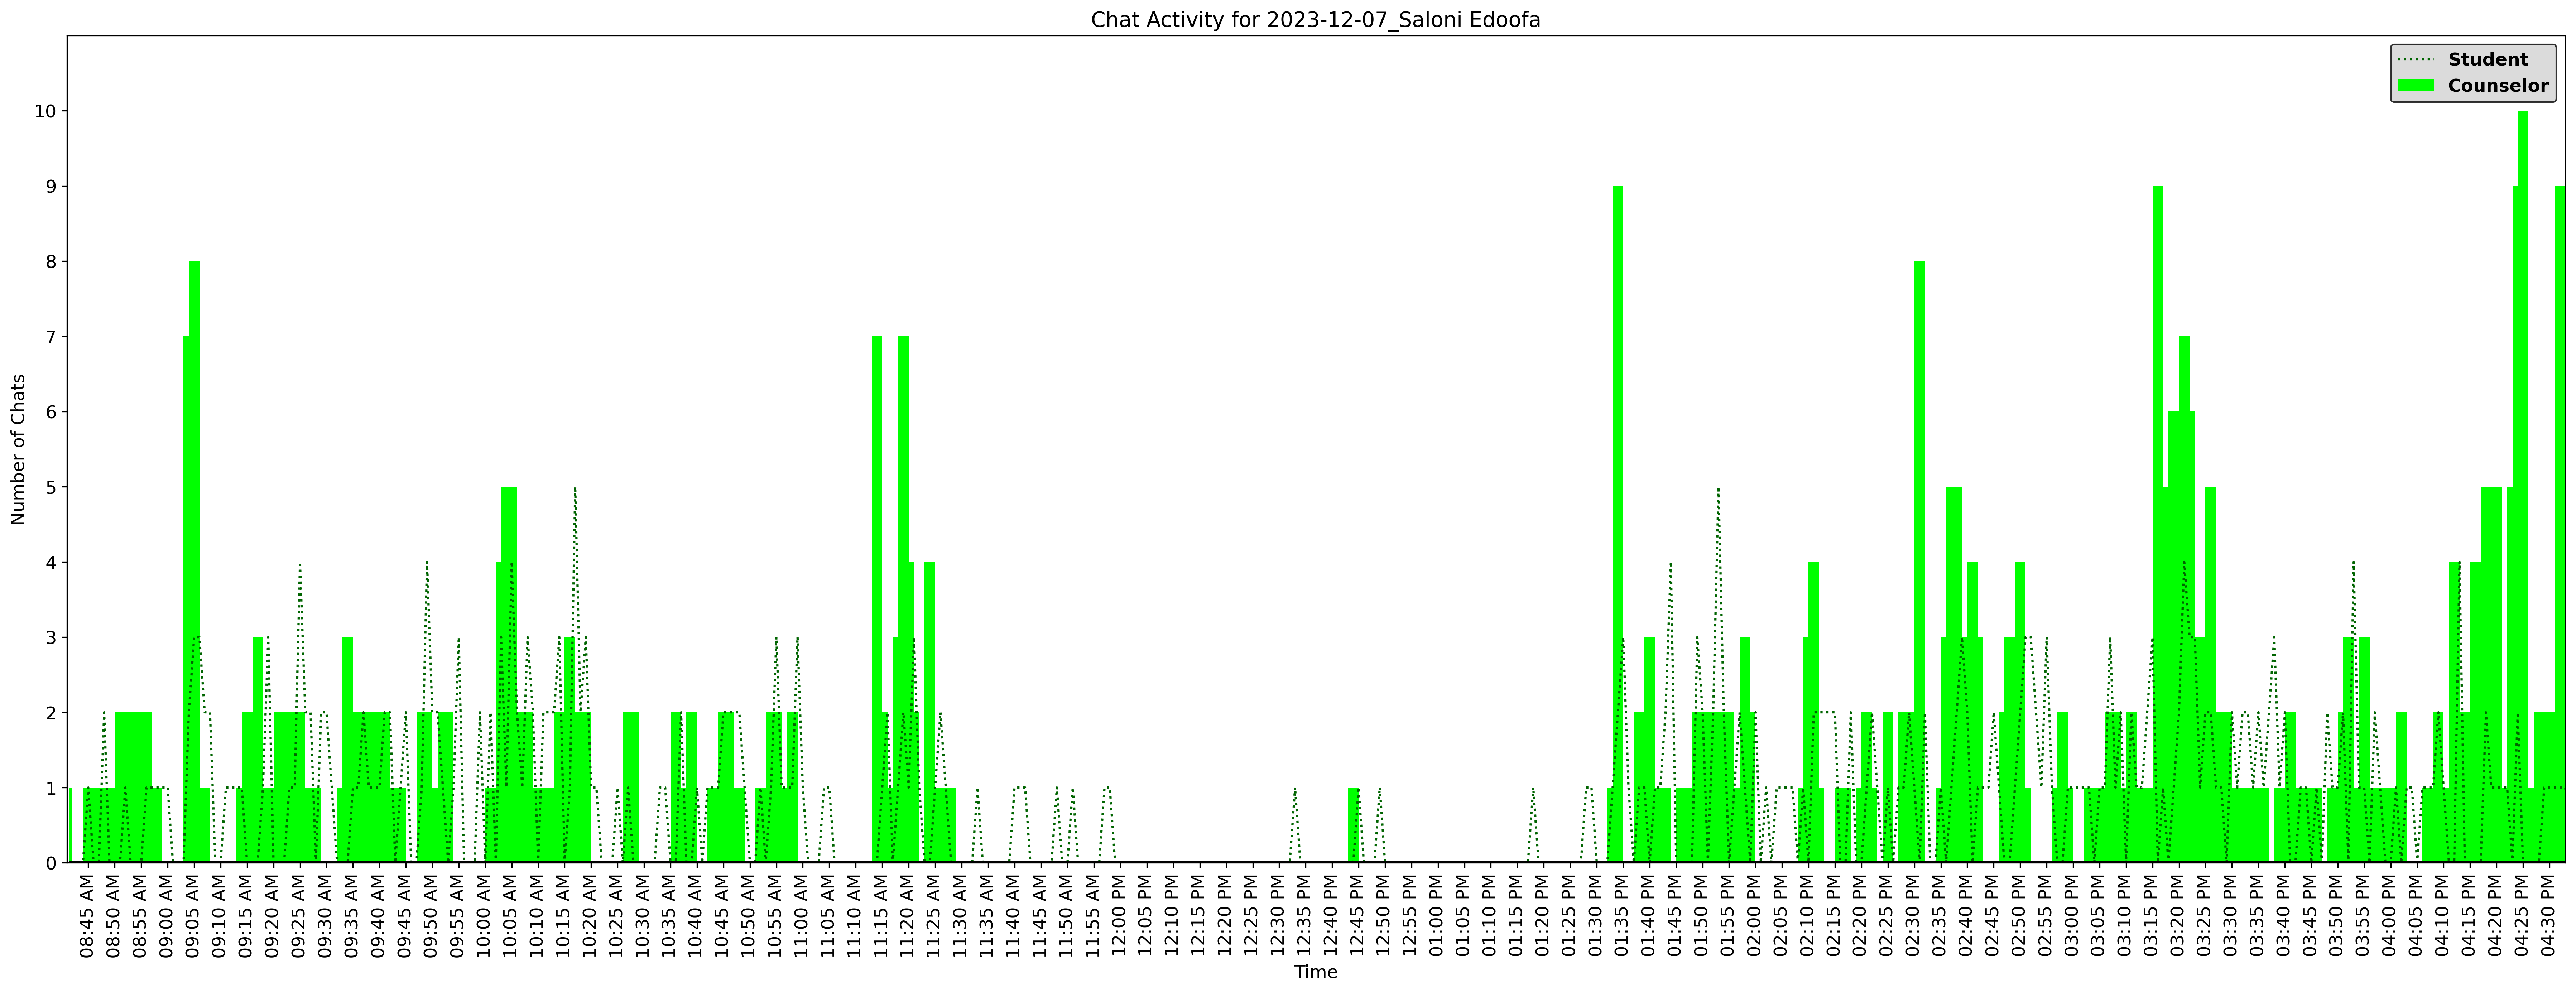 Chat Activity for 2023-12-07_Saloni Edoofa
Student
Counselor
Number of Chats
10
9
8
7
6
5
4
3
2
1
0
08:45 AM
08:50 AM
08:55 AM
09:00 AM
09:05 AM
09:10 AM
09:15 AM
09:20 AM
09:25 AM
09:30 AM
09:35 AM
09:40 AM
09:45 AM
09:50 AM
09:55 AM
10:00 AM
10:05 AM
10:10 AM
10:15 AM
10:20 AM
10:25 AM
10:30 AM
10:35 AM
10:40 AM
10:45 AM
10:50 AM
10:55 AM
11:00 AM
11:05 AM
11:10 AM
11:15 AM
11:20 AM
11:25 AM
11:30 AM
11:35 AM
11:40 AM
11:45 AM
11:50 AM
11:55 AM
12:00 PM
12:05 PM
12:10 PM
12:15 PM
12:20 PM
12:25 PM
12:30 PM
12:35 PM
12:40 PM
12:45 PM
12:50 PM
12:55 PM
01:00 PM
01:05 PM
01:10 PM
01:15 PM
01:20 PM
01:25 PM
01:30 PM
01:35 PM
01:40 PM
01:45 PM
01:50 PM
01:55 PM
02:00 PM
02:05 PM
02:10 PM
02:15 PM
02:20 PM
02:25 PM
02:30 PM
02:35 PM
02:40 PM
02:45 PM
02:50 PM
02:55 PM
03:00 PM
03:05 PM
03:10 PM
03:15 PM
03:20 PM
03:25 PM
03:30 PM
03:35 PM
03:40 PM
03:45 PM
03:50 PM
03:55 PM
04:00 PM
04:05 PM
04:10 PM
04:15 PM
04:20 PM
04:25 PM
04:30 PM
Time